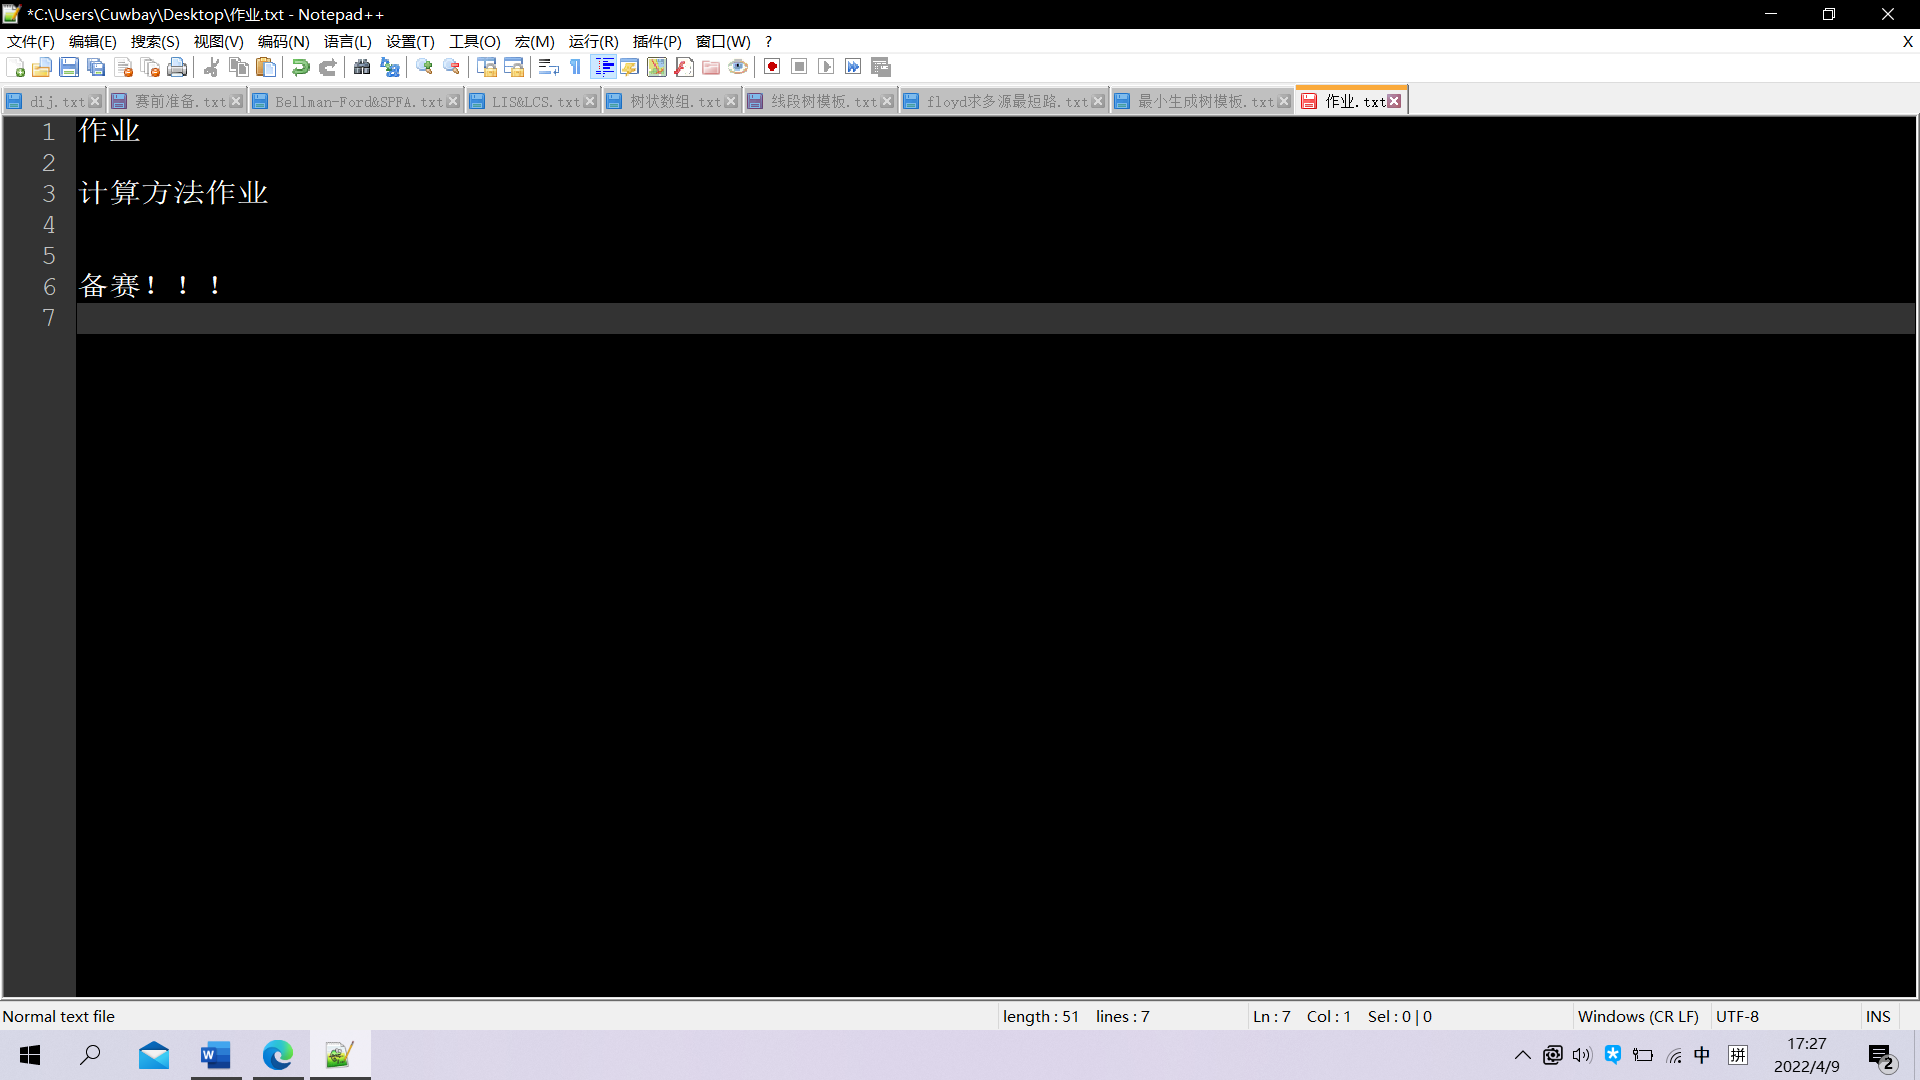 *C:\Users\Cuwbay\Desktop\作业.txt - Notepad++
文件(F) 编辑(E) 搜索(S) 视图(V) 编码(N) 语言(L) 设置(T) 工具(O) 宏(M) 运行(R) 插件(P) 窗口(W) ? X
dij.txt 赛前准备.txt Bellman-Ford&SPFA.txt LIS&LCS.txt 树状数组.txt 线段树模板.txt floyd求多源最短路.txt 最小生成树模板.txt 作业.txt
1 作业
2
3 计算方法作业
4
5
6 备赛！！！
7
Normal text file length : 51 lines : 7 Ln : 7 Col : 1 Sel : 0 | 0 Windows (CR LF) UTF-8 INS
中 拼 17:27
2022/4/9 2